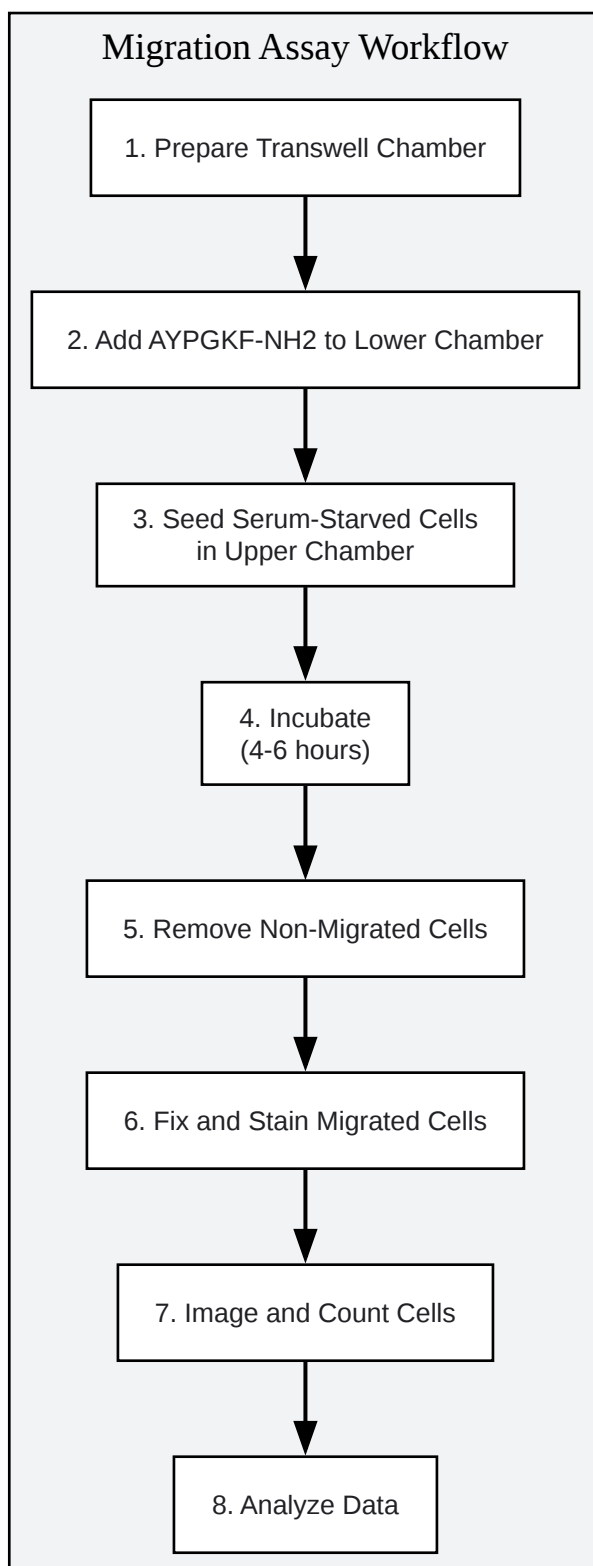 Migration Assay Workflow
1. Prepare Transwell Chamber
2. Add AYPGKF-NH2 to Lower Chamber
3. Seed Serum-Starved Cells
in Upper Chamber
4. Incubate
(4-6 hours)
5. Remove Non-Migrated Cells
6. Fix and Stain Migrated Cells
7. Image and Count Cells
8. Analyze Data